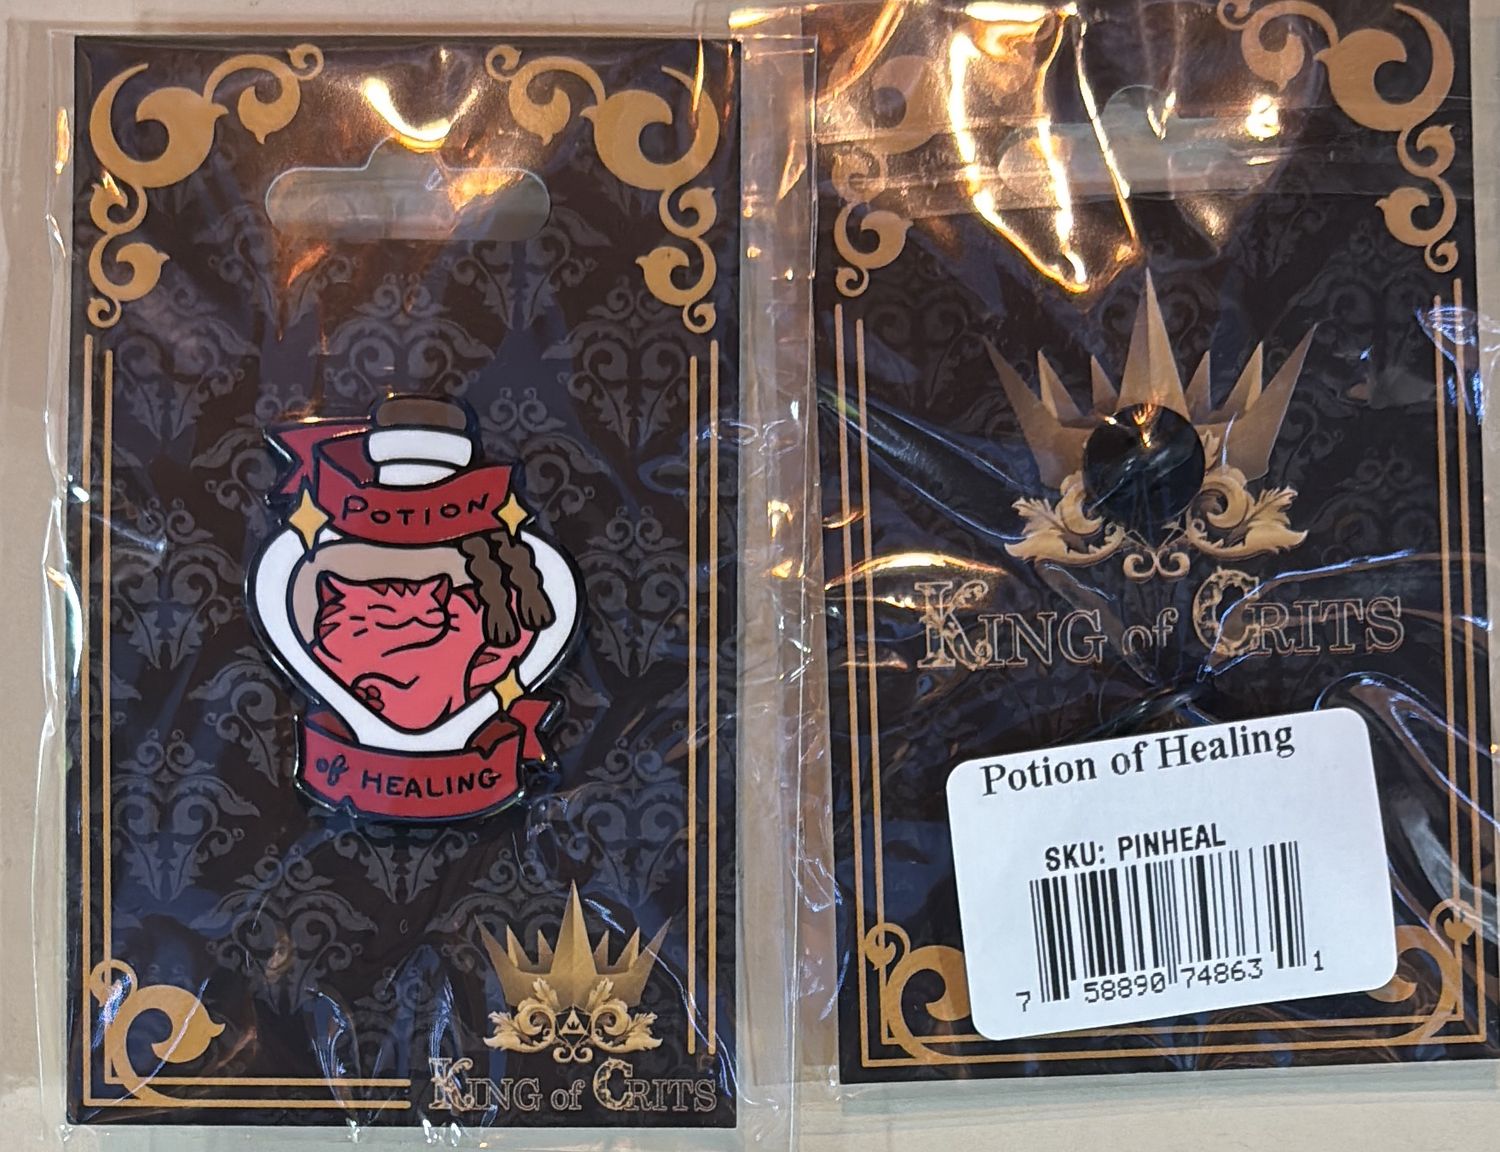 POTION
of HEALING
KING of CRITS
KING of CRITS
Potion of Healing
SKU: PINHEAL
7 58890 74863 1